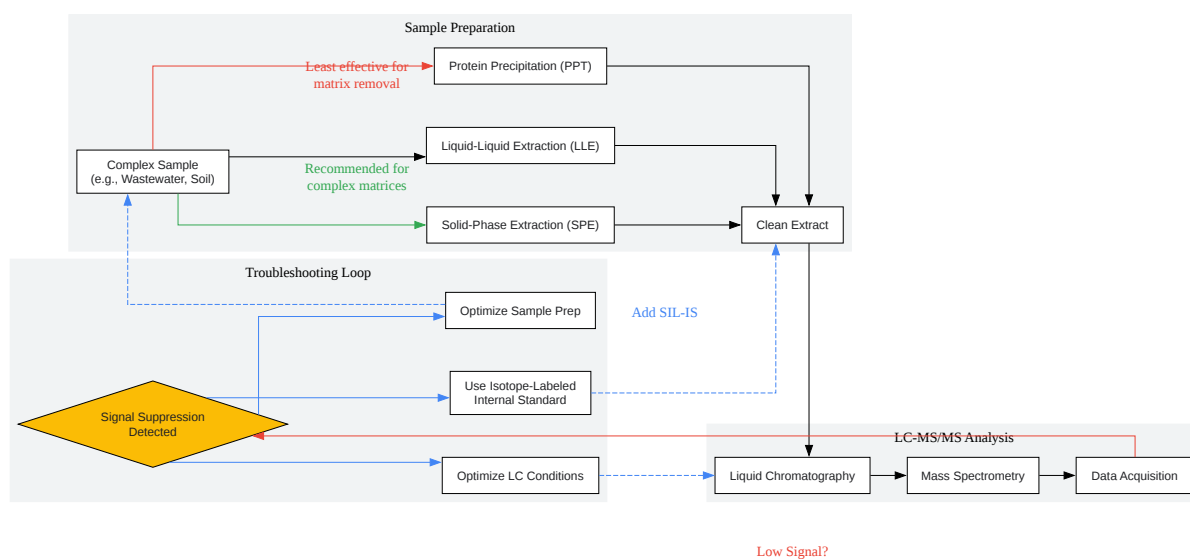 Sample Preparation
Least effective for
matrix removal
Protein Precipitation (PPT)
Complex Sample
(e.g., Wastewater, Soil)
Liquid-Liquid Extraction (LLE)
Recommended for
complex matrices
Solid-Phase Extraction (SPE)
Clean Extract
Troubleshooting Loop
Optimize Sample Prep
Add SIL-IS
Use Isotope-Labeled
Internal Standard
Signal Suppression
Detected
Optimize LC Conditions
LC-MS/MS Analysis
Liquid Chromatography
Mass Spectrometry
Data Acquisition
Low Signal?